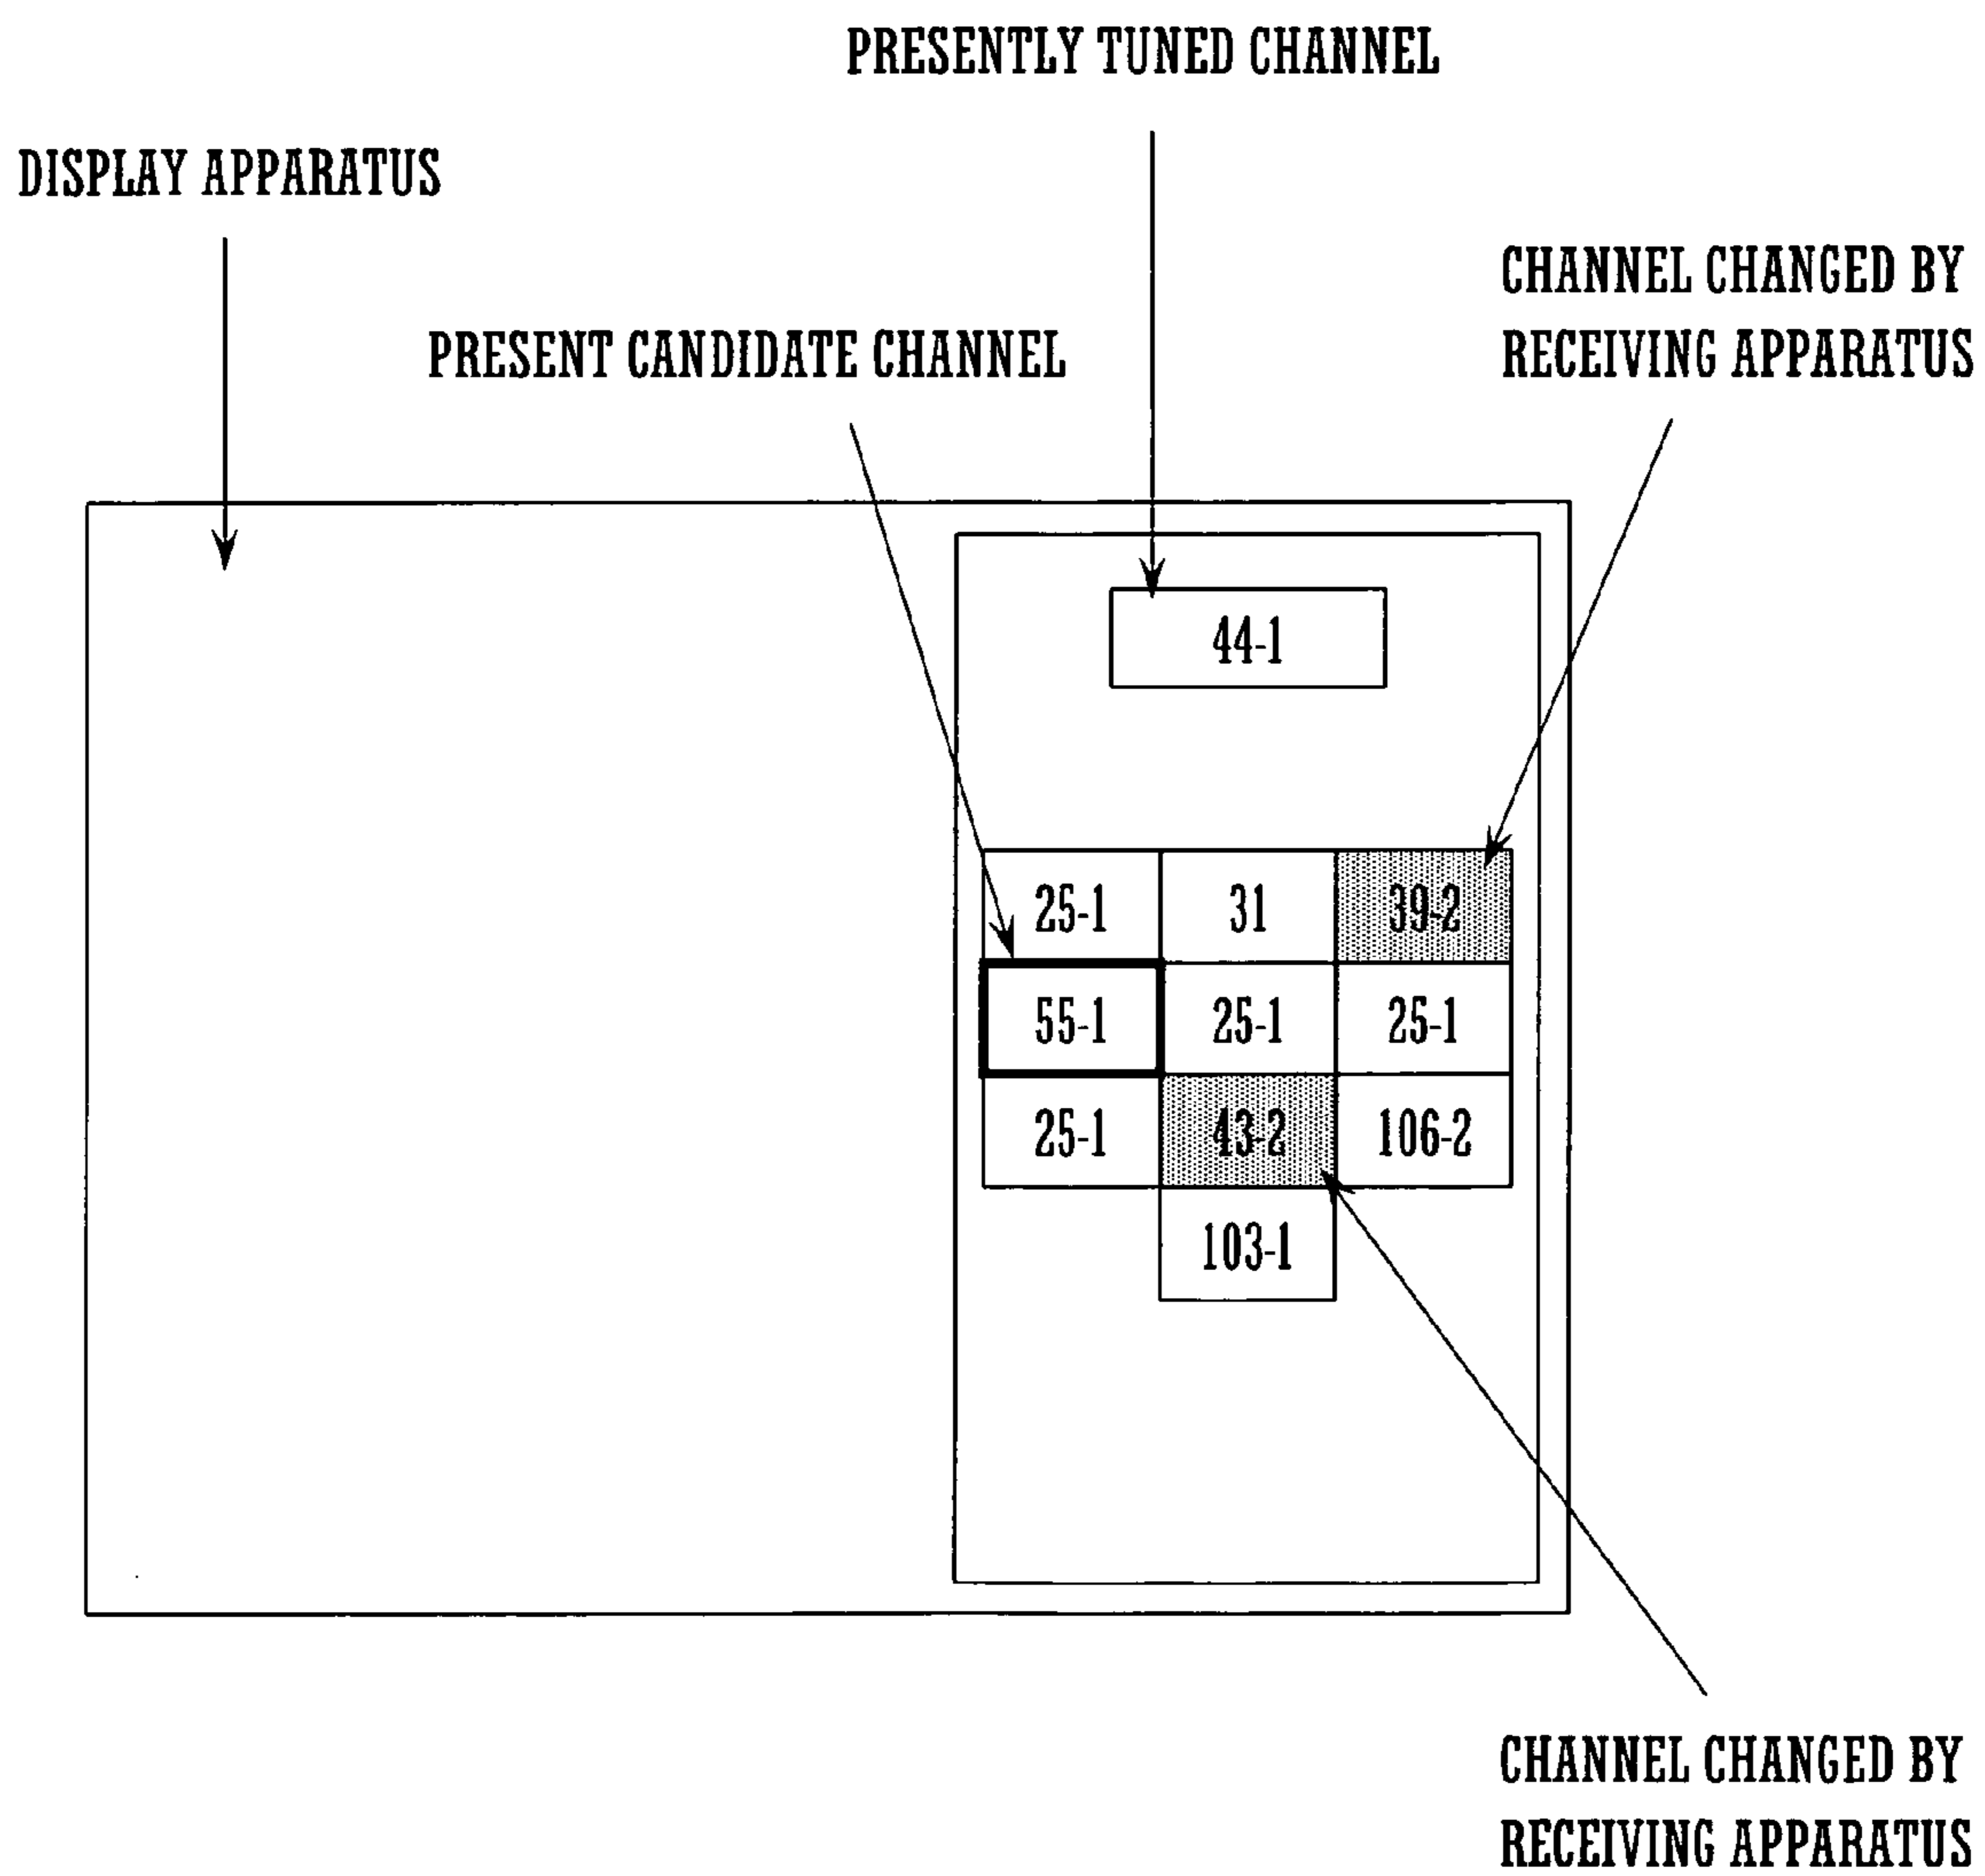 PRESENTLY TUNED CHANNEL
DISPLAY APPARATUS
CHANNEL CHANGED BY
RECEIVING APPARATUS
PRESENT CANDIDATE CHANNEL
44-1
25-1 31 39-2
55-1 25-1 25-1
25-1 43-2 106-2
103-1
CHANNEL CHANGED BY
RECEIVING APPARATUS